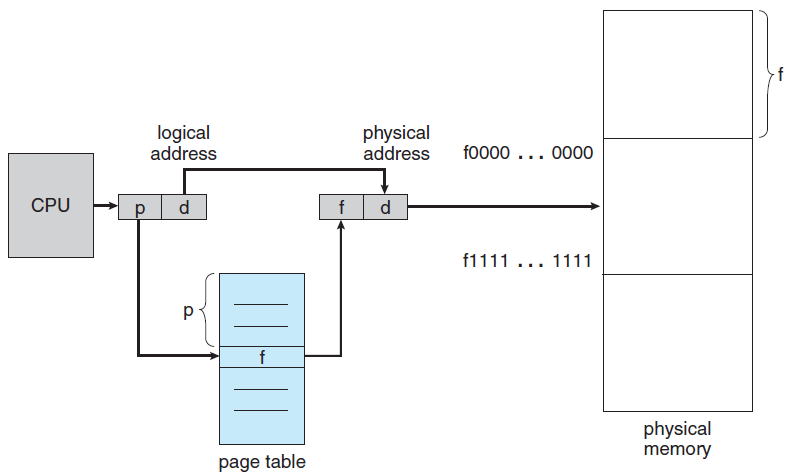 f
logical
address
physical
address
f0000 ... 0000
CPU
p
d
f
d
f1111 ... 1111
p
f
physical
memory
page table